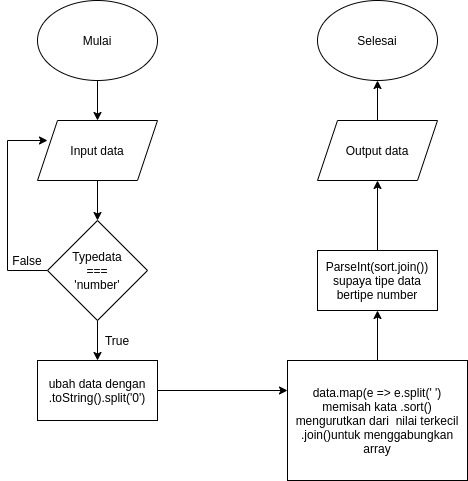 Mulai
Input data
False
Typedata
===
'number'
True
ubah data dengan
.toString().split('0')
data.map(e => e.split(' ')
memisah kata .sort()
mengurutkan dari  nilai terkecil
.join()untuk menggabungkan
array
ParseInt(sort.join())
supaya tipe data
bertipe number
Output data
Selesai